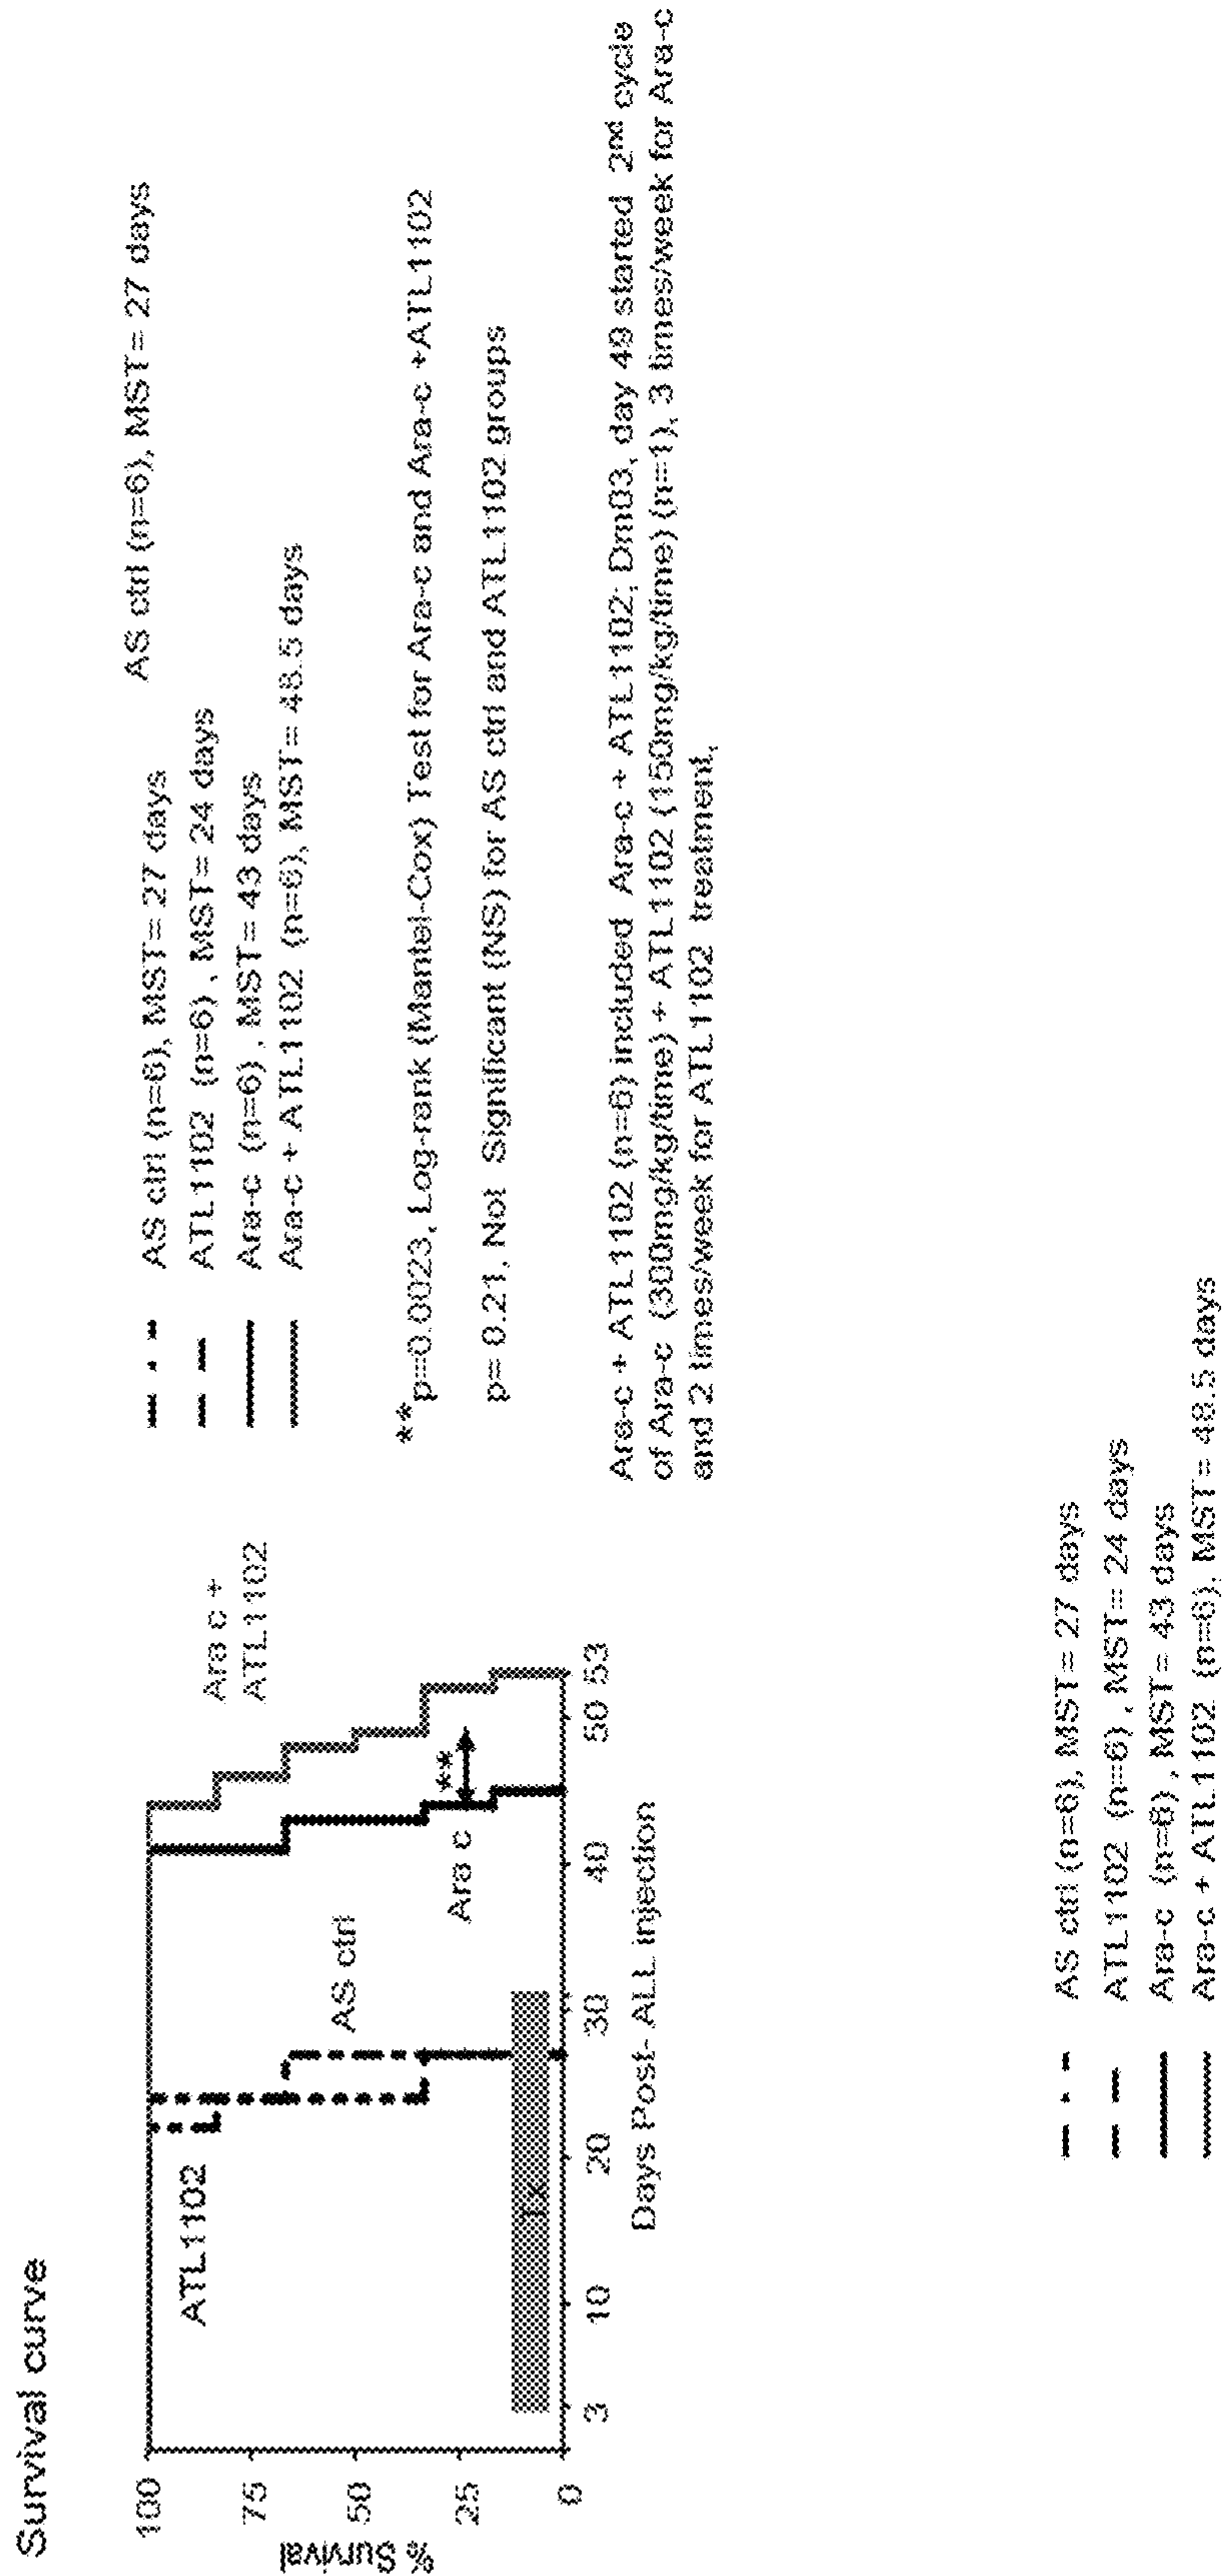 Survival curve
% Survival
100
75
50
25
0
3
10
20
30
40
50 53
Days Post- ALL injection
ATL1102
AS ctrl
Ara c
**
Ara c +
ATL1102
Tx
AS ctrl (n=6), MST= 27 days
AS ctrl (n=6), MST= 27 days
ATL1102 (n=6) , MST= 24 days
Ara-c (n=6) , MST= 43 days
Ara-c + ATL1102 (n=6), MST= 48.5 days
**p=0.0023, Log-rank (Mantel-Cox) Test for Ara-c and Ara-c +ATL1102
p= 0.21, Not Significant (NS) for AS ctrl and ATL1102 groups
Ara-c + ATL1102 (n=6) included Ara-c + ATL1102; Dm03, day 49 started 2nd cycle
of Ara-c (300mg/kg/time) + ATL1102 (150mg/kg/time) (n=1), 3 times/week for Ara-c
and 2 times/week for ATL1102 treatment.
AS ctrl (n=6), MST= 27 days
ATL1102 (n=6) , MST= 24 days
Ara-c (n=6) , MST= 43 days
Ara-c + ATL1102 (n=6), MST= 48.5 days